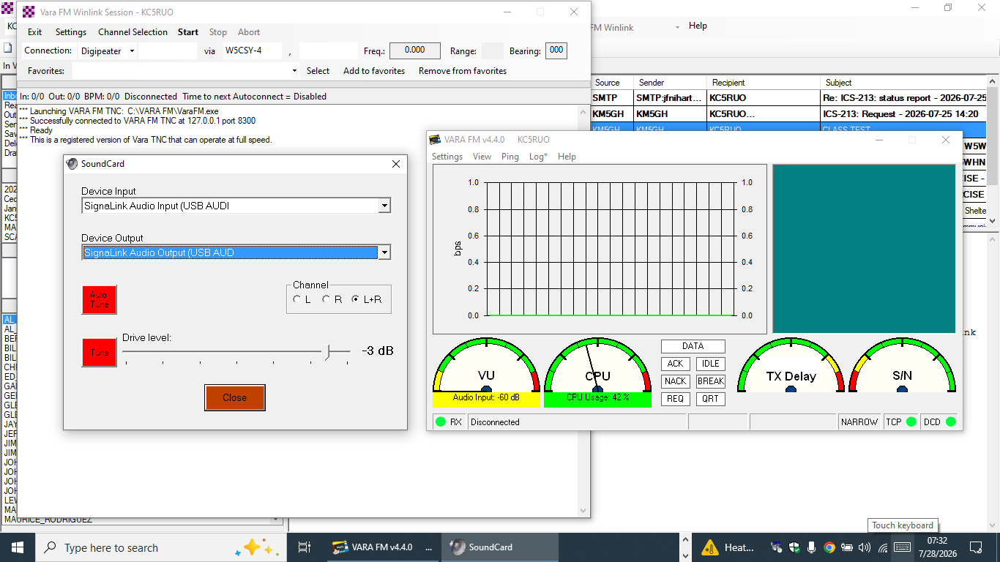 Vara FM Winlink Session - KC5RUO
Exit Settings Channel Selection Start Stop Abort
Connection: Digipeater via W5CSY-4 , Freq.: 0.000 Range: Bearing: 000
Favorites: Select Add to favorites Remove from favorites
In: 0/0 Out: 0/0 BPM: 0/0 Disconnected Time to next Autoconnect = Disabled
*** Launching VARA FM TNC: C:\VARA FM\VaraFM.exe
*** Successfully connected to VARA FM TNC at 127.0.0.1 port 8300
*** Ready
*** This is a registered version of Vara TNC that can operate at full speed.
KC
In V
Inbo
Rea
Out
Sen
Sav
Dele
Dra
202
Cec
Jan
KC5
MA
SCA
AL_
AL_
BER
BIL
BIL
CHI
ED_
GAT
GEN
GLE
GLE
JAY
JER
JIM
JIM
JOH
JOH
JOH
JOH
LEW
MA
MAURICE_RODRIGUEZ
FM Winlink Help
Source Sender Recipient Subject
SMTP SMTP:jfnihart... KC5RUO Re: ICS-213: status report - 2026-07-25
KM5GH KM5GH KC5RUO... ICS-213: Request - 2026-07-25 14:20
KM5GH KM5GH KC5RUO CLASS TEST
W5W
WHN
CISE -
CISE
Shelte
mmuni
nk
SoundCard
Device Input
SignaLink Audio Input (USB AUDI
Device Output
SignaLink Audio Output (USB AUD
Auto
Tune
Channel
L R L+R
Drive level:
Tune
-3 dB
Close
VARA FM v4.4.0 KC5RUO
Settings View Ping Log* Help
1.0 1.0
0.8 0.8
0.6 0.6
bps
0.4 0.4
0.2 0.2
0.0 0.0
VU
Audio Input: -60 dB
CPU
CPU Usage: 42 %
DATA
ACK IDLE
NACK BREAK
REQ QRT
TX Delay
S/N
RX Disconnected NARROW TCP DCD
Touch keyboard
Type here to search
VARA FM v4.4.0 ...
SoundCard
Heat...
07:32
7/28/2026